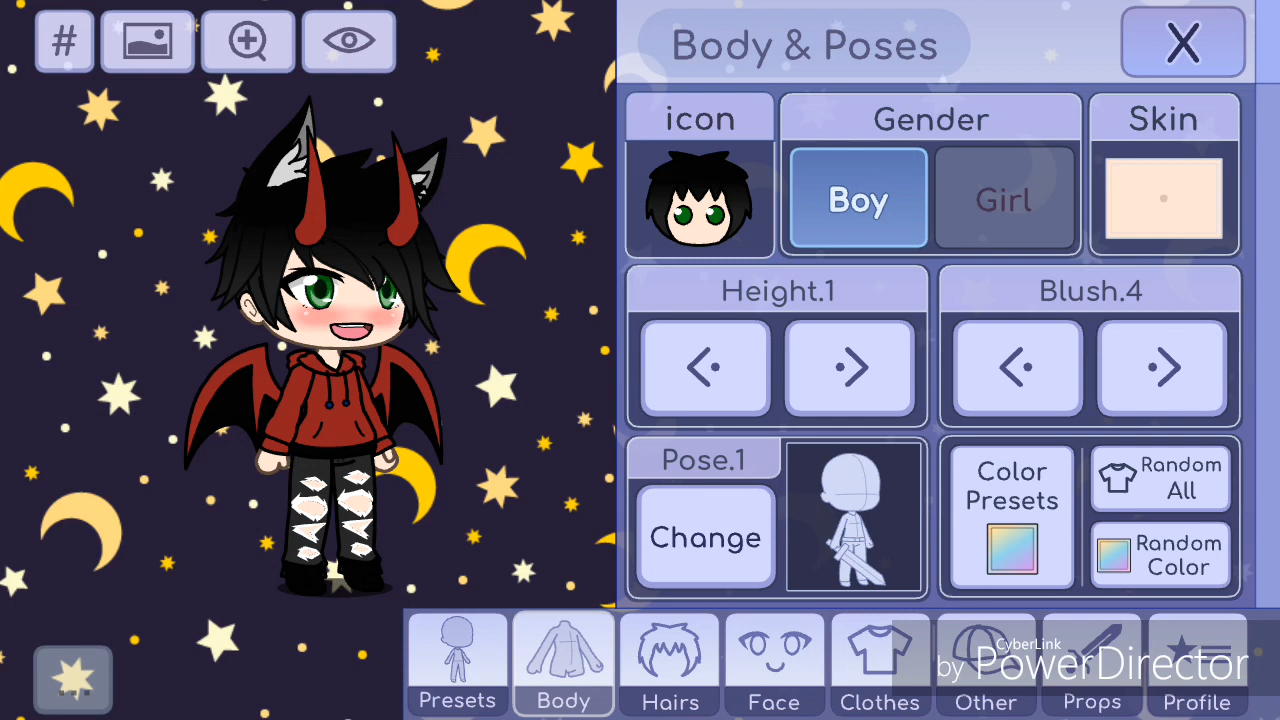 #
Body & Poses
X
icon
Gender
Skin
Boy
Girl
Height.1
Blush.4
Pose.1
Change
Color
Presets
Random
All
Random
Color
Presets
Body
Hairs
Face
Clothes
Other
Props
Profile
CyberLink
by PowerDirector